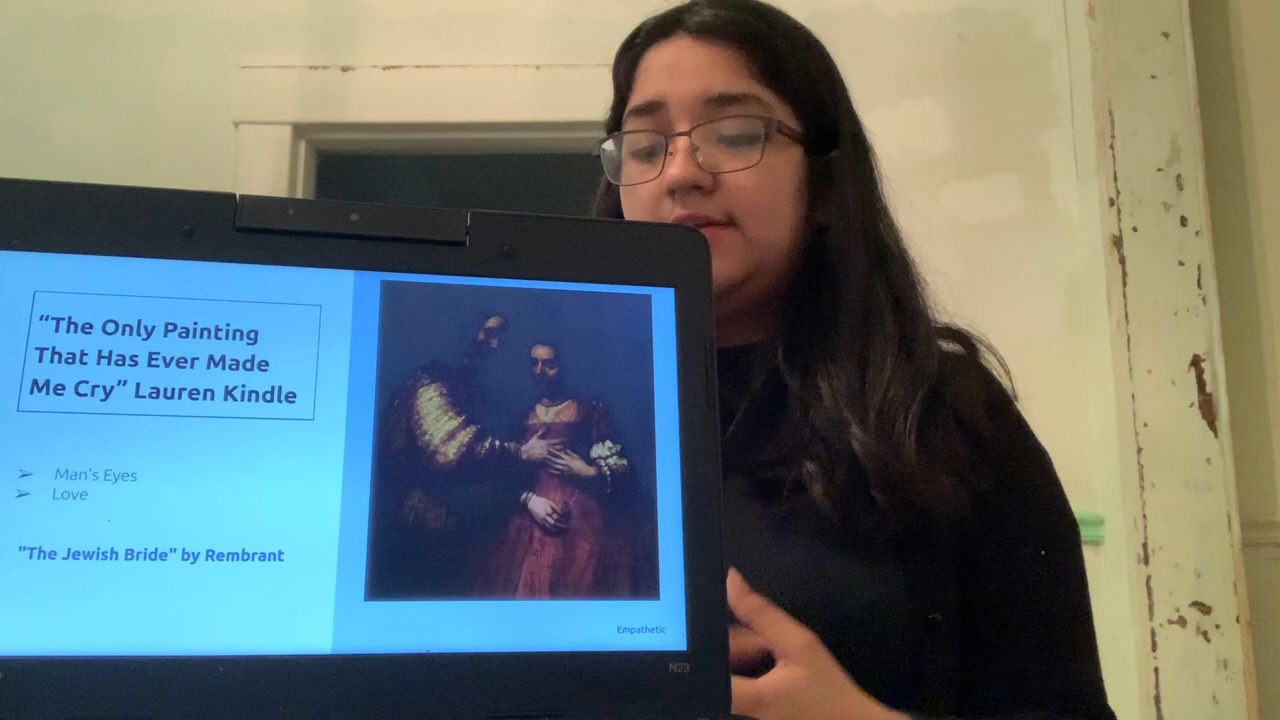 “The Only Painting
That Has Ever Made
Me Cry” Lauren Kindle
➢ Man's Eyes
➢ Love
"The Jewish Bride" by Rembrant
Empathetic
N23